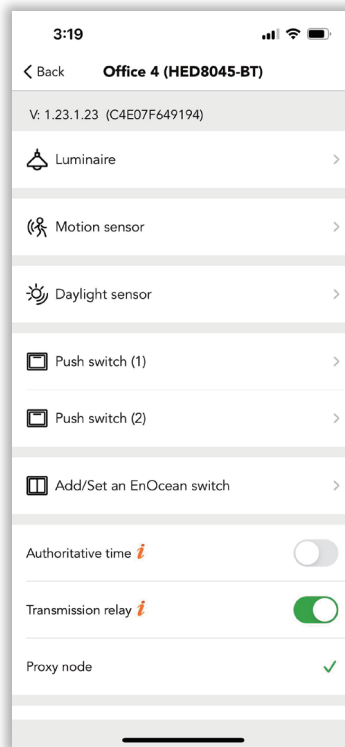 3:19
Back Office 4 (HED8045-BT)
V: 1.23.1.23 (C4E07F649194)
Luminaire
Motion sensor
Daylight sensor
Push switch (1)
Push switch (2)
Add/Set an EnOcean switch
Authoritative time i
Transmission relay i
Proxy node